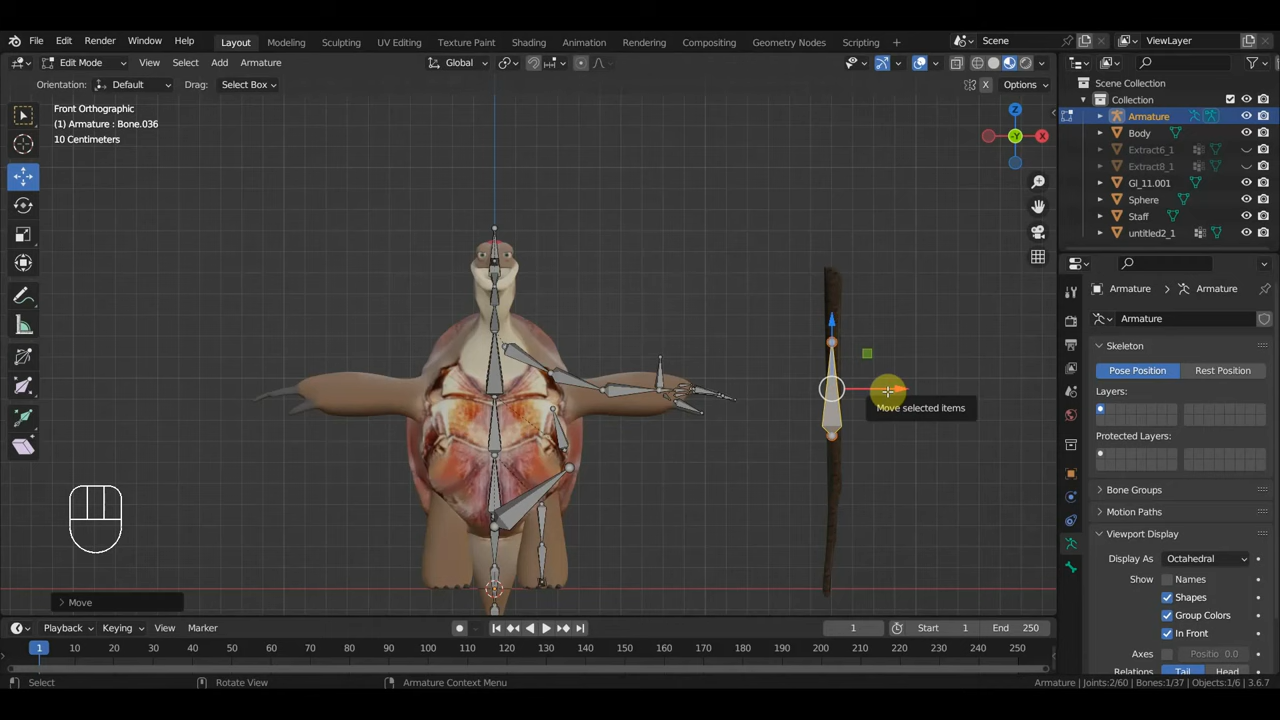 File Edit Render Window Help Layout Modeling Sculpting UV Editing Texture Paint Shading Animation Rendering Compositing Geometry Nodes Scripting + Scene ViewLayer
Edit Mode View Select Add Armature Global X Options
Orientation: Default Drag: Select Box
Front Orthographic
(1) Armature : Bone.036
10 Centimeters
Z
X
-Y
Move selected items
Move
Scene Collection
Collection
Armature
Body
Extract6_1
Extract8_1
GI_11.001
Sphere
Staff
untitled2_1
Armature Armature
Armature
Skeleton
Pose Position Rest Position
Layers:
Protected Layers:
Bone Groups
Motion Paths
Viewport Display
Display As Octahedral
Show Names
Shapes
Group Colors
In Front
Axes Positio 0.0
Relations Tail Head
Playback Keying View Marker 1 Start 1 End 250
1 10 20 30 40 50 60 70 80 90 100 110 120 130 140 150 160 170 180 190 200 210 220 230 240 250
Select Rotate View Armature Context Menu Armature | Joints:2/60 | Bones:1/37 | Objects:1/6 | 3.6.7